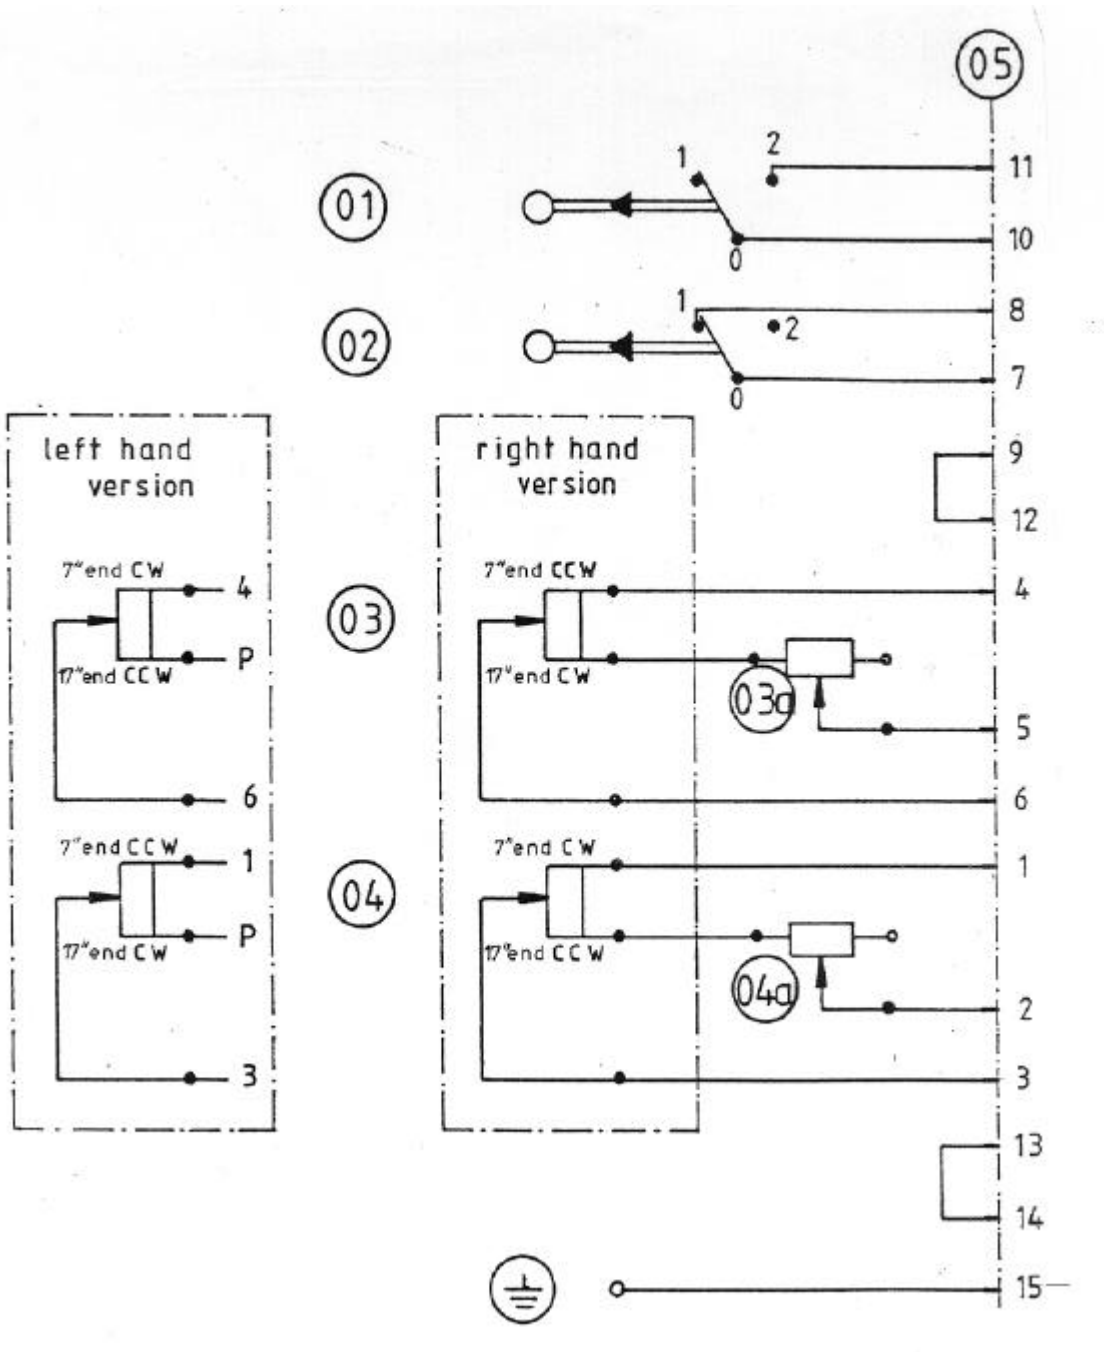 05
1
2
11
01
10
0
1
8
02
2
7
0
left hand
version
right hand
version
9
12
7"end CW
4
7"end CCW
4
03
P
17"end CCW
17"end CW
03a
5
6
6
7"end CCW
1
7"end CW
1
04
P
17"end CW
17"end CCW
04a
2
3
3
13
14
15